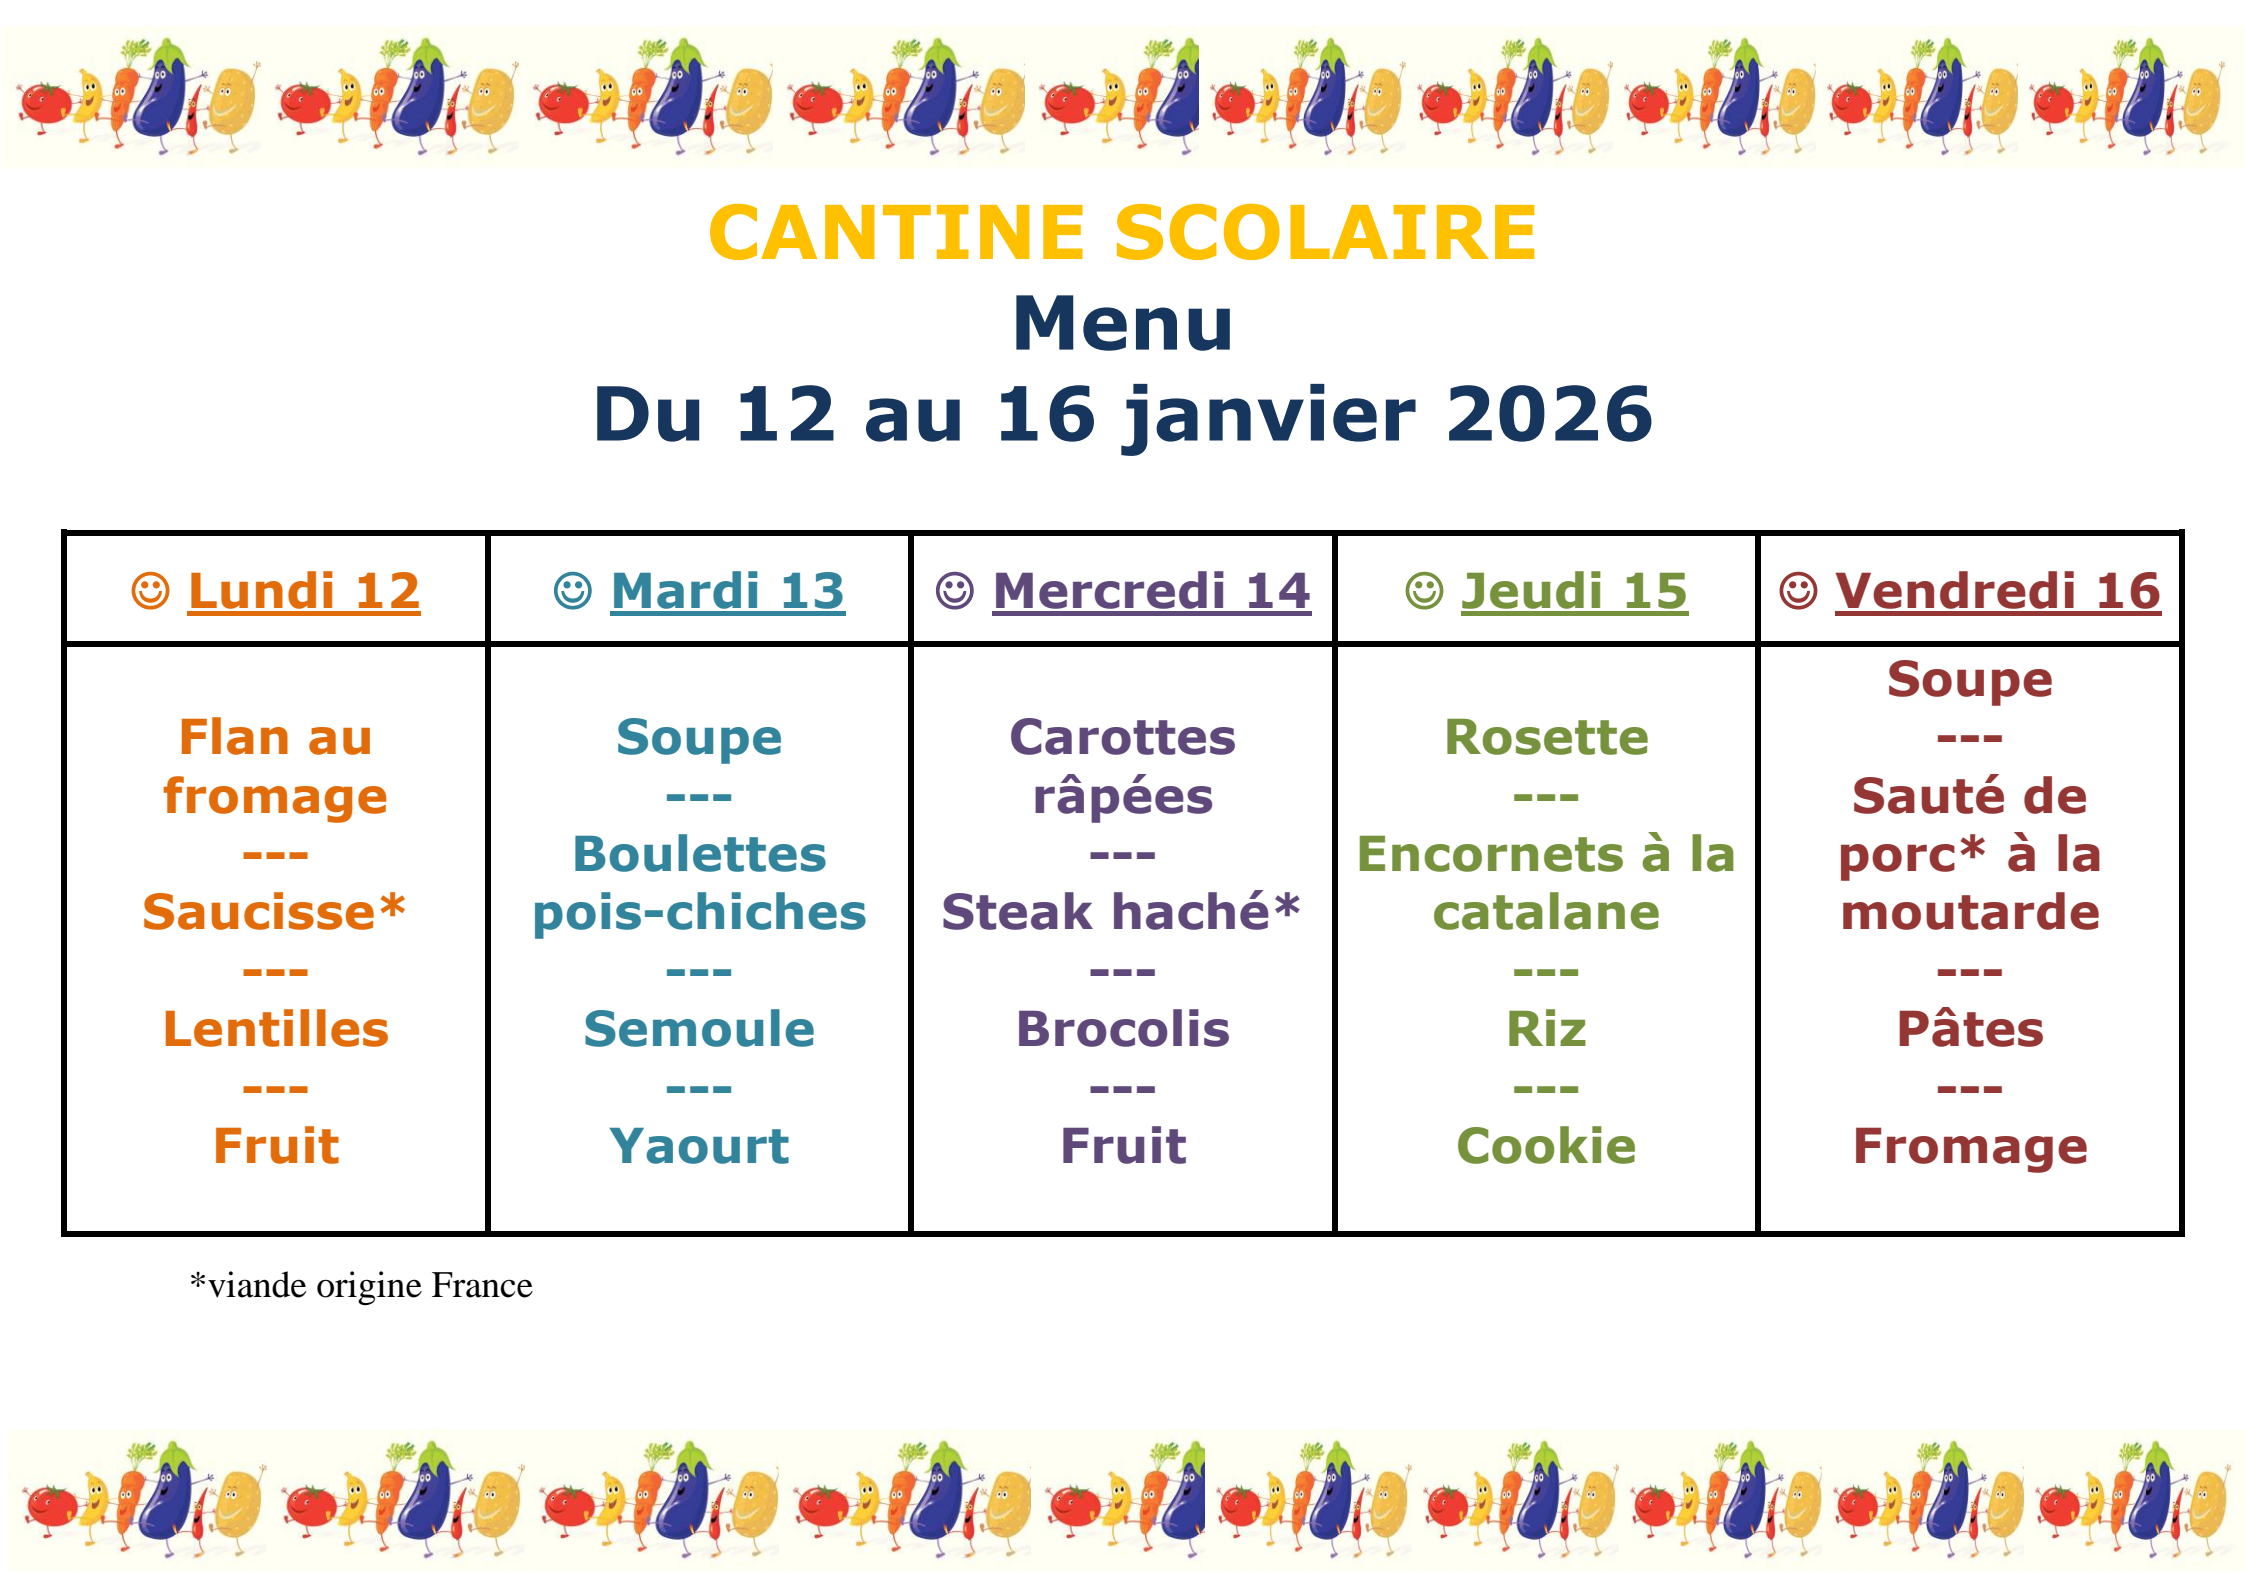 CANTINE SCOLAIRE
Menu
Du 12 au 16 janvier 2026
☺ Lundi 12
☺ Mardi 13
☺ Mercredi 14
☺ Jeudi 15
☺ Vendredi 16
Flan au
fromage
---
Saucisse*
---
Lentilles
---
Fruit
Soupe
---
Boulettes
pois-chiches
---
Semoule
---
Yaourt
Carottes
râpées
---
Steak haché*
---
Brocolis
---
Fruit
Rosette
---
Encornets à la
catalane
---
Riz
---
Cookie
Soupe
---
Sauté de
porc* à la
moutarde
---
Pâtes
---
Fromage
*viande origine France